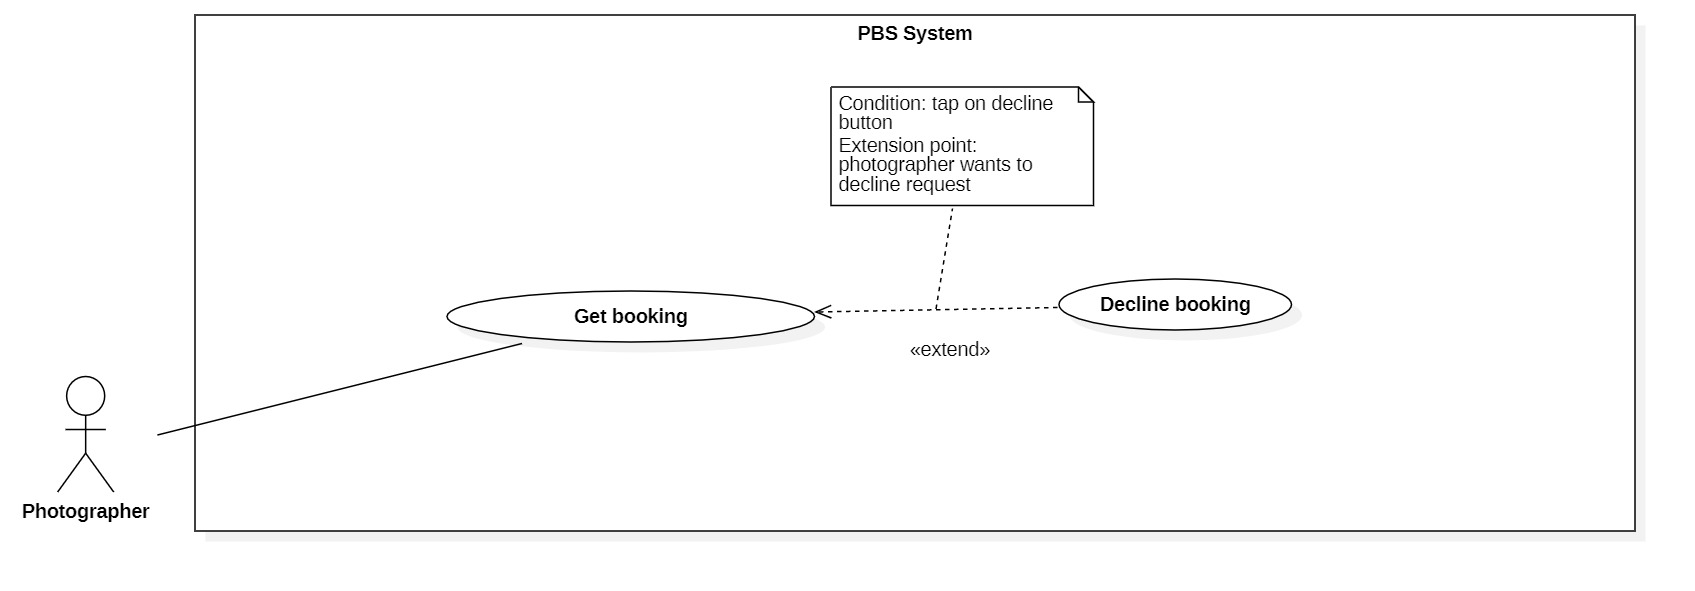 PBS System
Condition: tap on decline
button
Extension point:
photographer wants to
decline request
Get booking
Decline booking
«extend»
Photographer